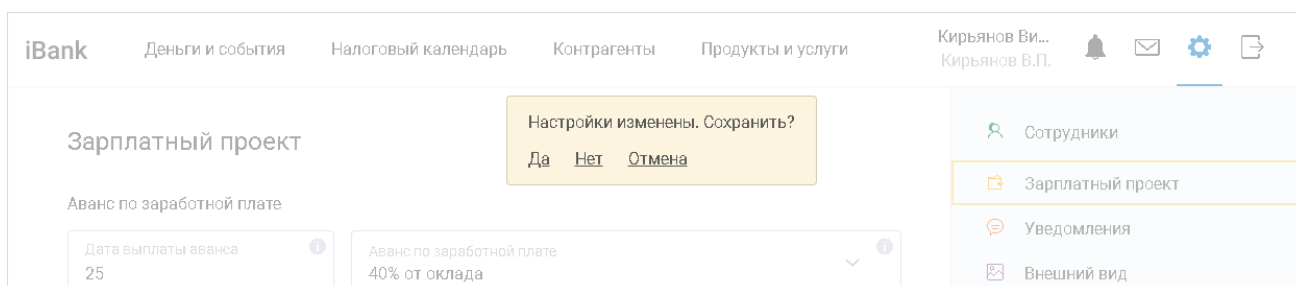 iBank Деньги и события Налоговый календарь Контрагенты Продукты и услуги Кирьянов Ви...
Кирьянов В.П.
Настройки изменены. Сохранить?
Да Нет Отмена
Зарплатный проект
Аванс по заработной плате
Дата выплаты аванса
25
Аванс по заработной плате
40% от оклада
Сотрудники
Зарплатный проект
Уведомления
Внешний вид